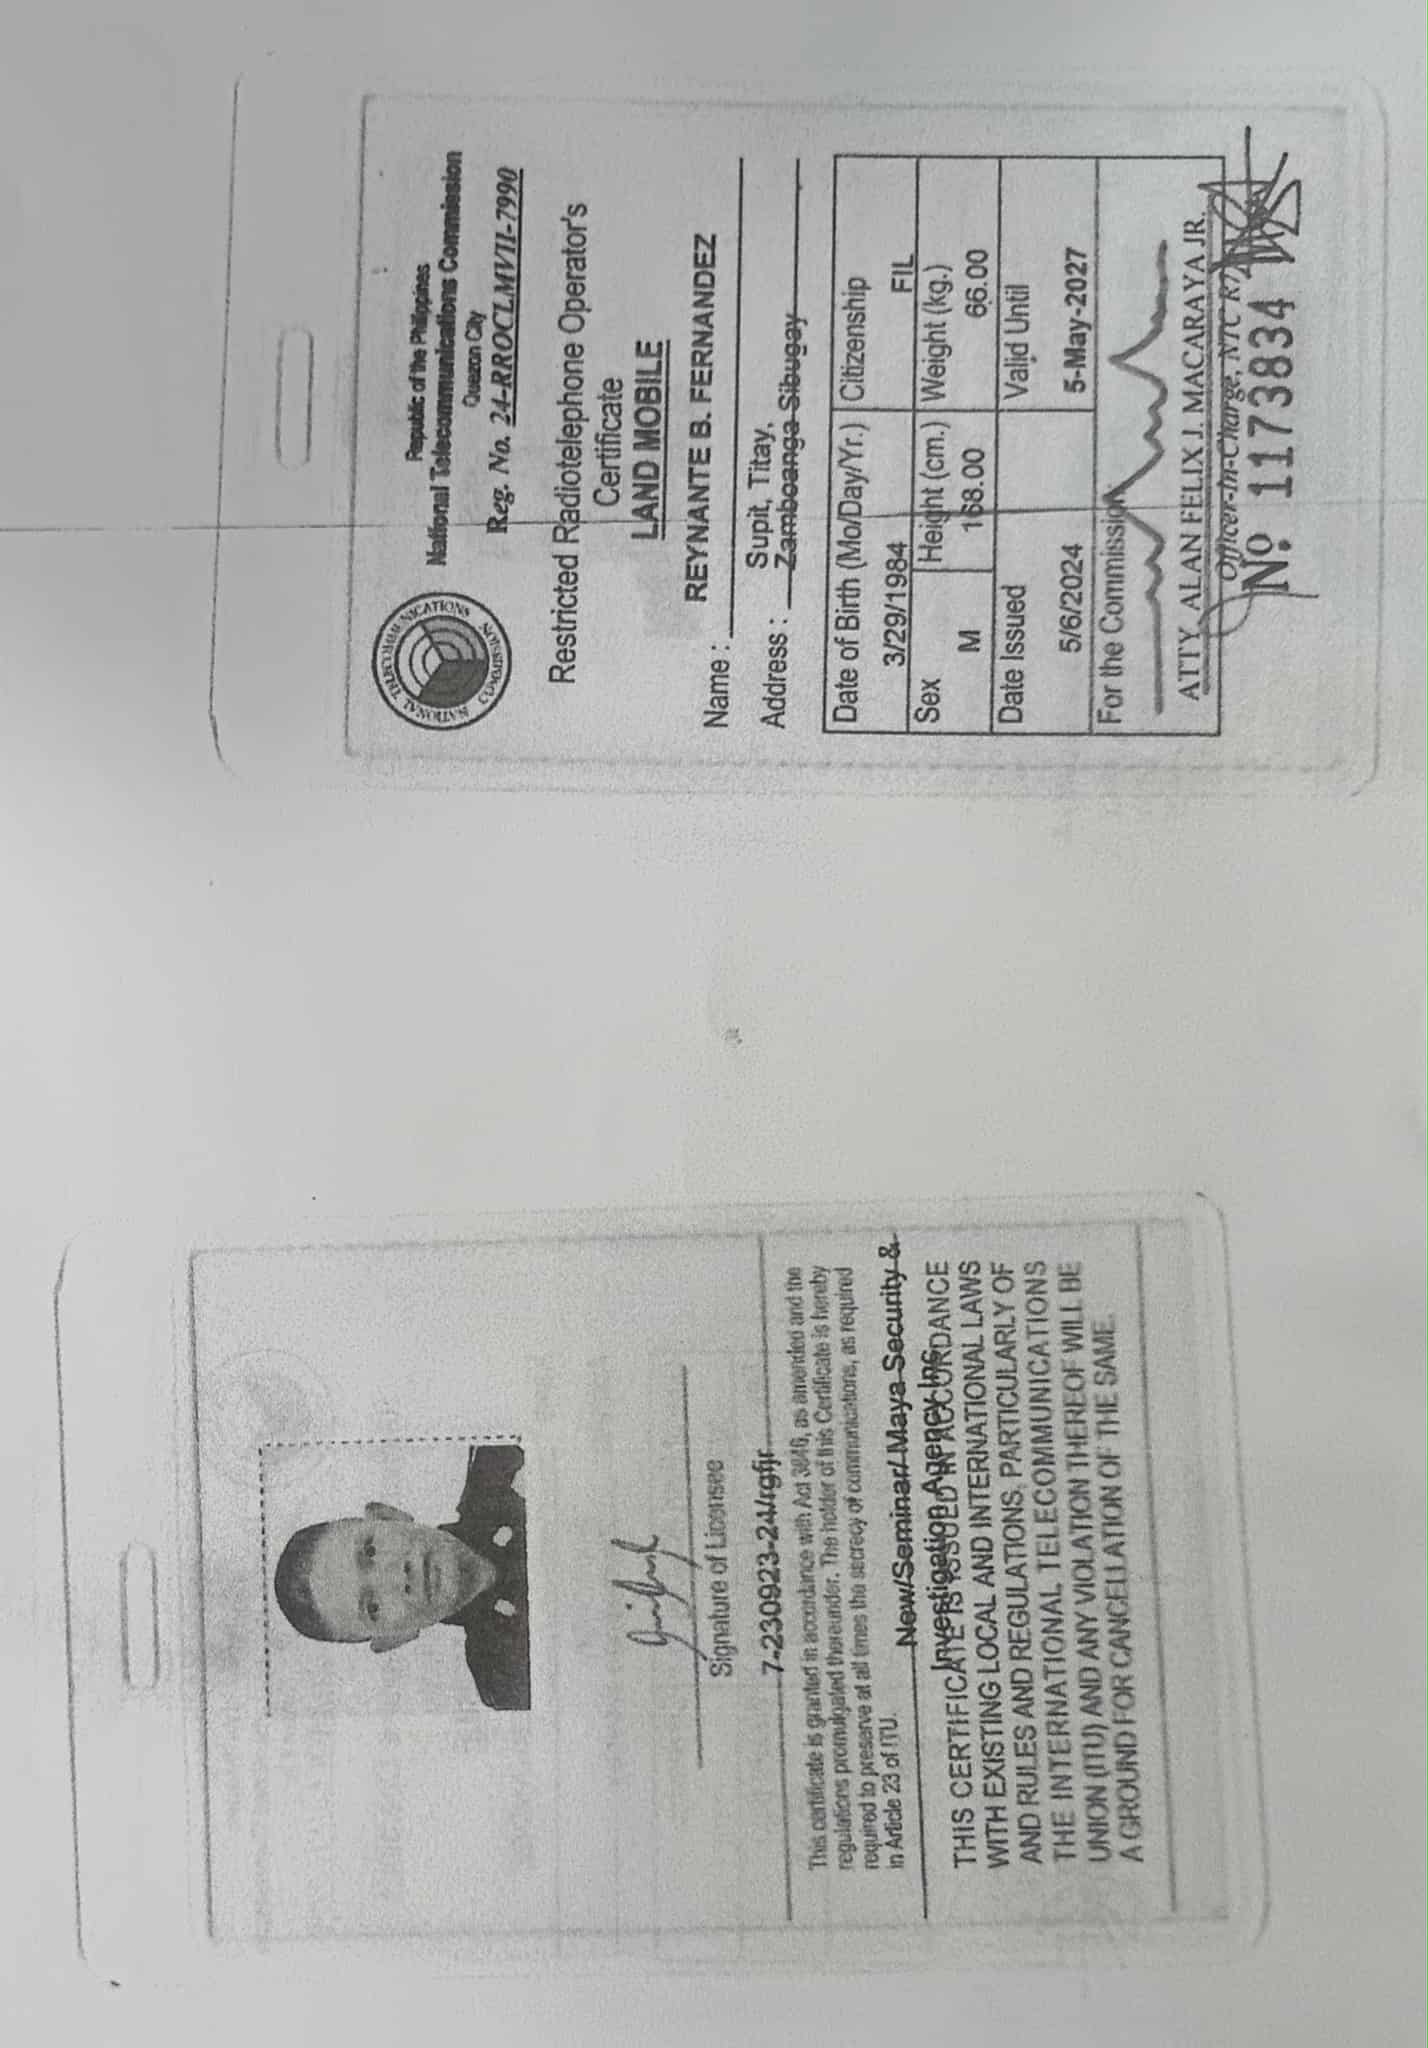 NATIONAL TELECOMMUNICATIONS COMMISSION
Republic of the Philippines
National Telecommunications Commission
Quezon City
Reg. No. 24-RROCLMVII-7990
Restricted Radiotelephone Operator's
Certificate
LAND MOBILE
Name : REYNANTE B. FERNANDEZ
Supit, Titay,
Address : Zamboanga Sibugay
Date of Birth (Mo/Day/Yr.) Citizenship
3/29/1984 FIL
Sex Height (cm.) Weight (kg.)
M 168.00 66.00
Date Issued Valid Until
5/6/2024 5-May-2027
For the Commission
ATTY. ALAN FELIX J. MACARAYA JR.
Officer-In-Charge, NTC R7
No. 1173834
Signature of Licensee
7-230923-24/rgfjr
This certificate is granted in accordance with Act 3846, as amended and the
regulations promulgated thereunder. The holder of this Certificate is hereby
required to preserve at all times the secrecy of communications, as required
in Article 23 of ITU.
New/Seminar/ Maya Security &
Investigation Agency Inc.
THIS CERTIFICATE IS ISSUED IN ACCORDANCE
WITH EXISTING LOCAL AND INTERNATIONAL LAWS
AND RULES AND REGULATIONS, PARTICULARLY OF
THE INTERNATIONAL TELECOMMUNICATIONS
UNION (ITU) AND ANY VIOLATION THEREOF WILL BE
A GROUND FOR CANCELLATION OF THE SAME.